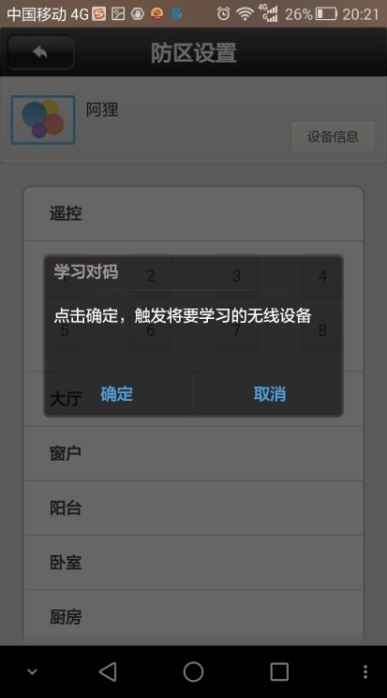 中国移动 4G 4G 26% 20:21
防区设置
阿狸
设备信息
遥控
学习对码
2 3 4
点击确定，触发将要学习的无线设备
5 6 7 8
大厅
确定 取消
窗户
阳台
卧室
厨房